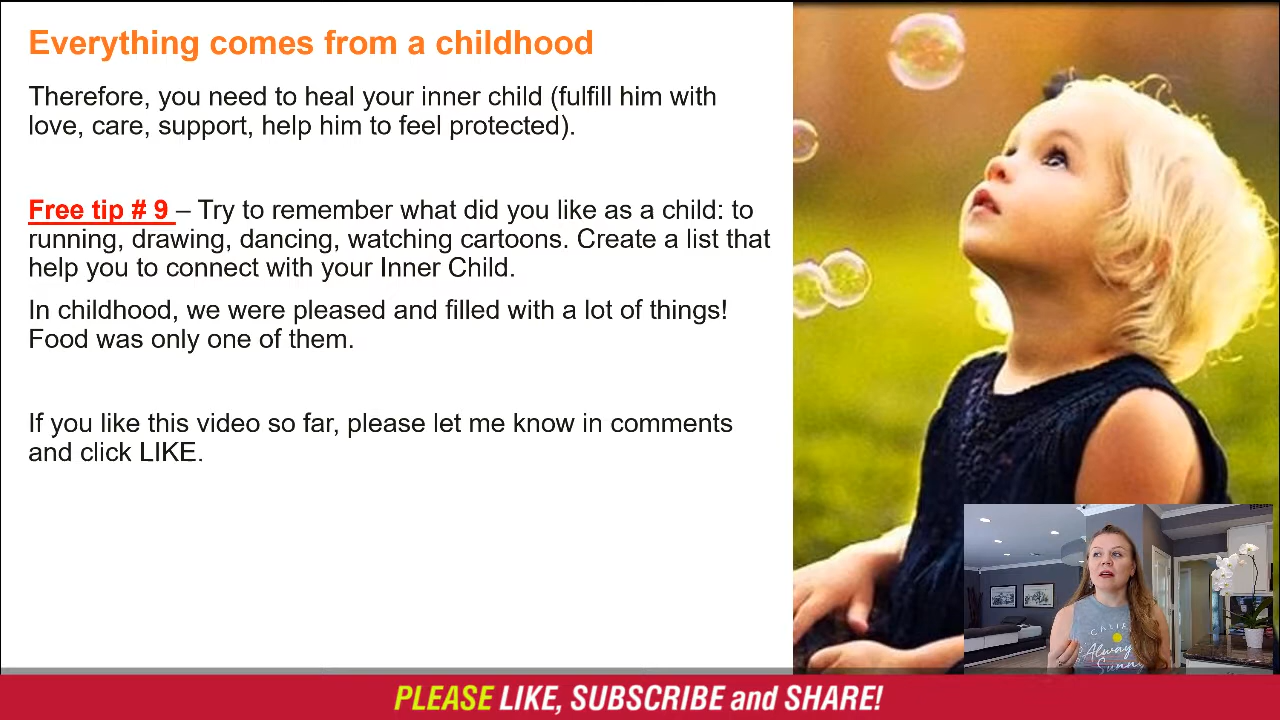 Everything comes from a childhood
Therefore, you need to heal your inner child (fulfill him with
love, care, support, help him to feel protected).
Free tip # 9 – Try to remember what did you like as a child: to
running, drawing, dancing, watching cartoons. Create a list that
help you to connect with your Inner Child.
In childhood, we were pleased and filled with a lot of things!
Food was only one of them.
If you like this video so far, please let me know in comments
and click LIKE.
Always
Sunny
PLEASE LIKE, SUBSCRIBE and SHARE!